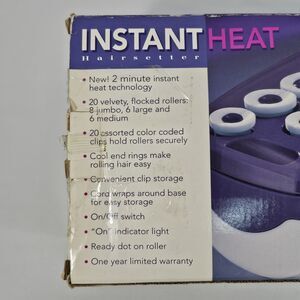 INSTANT HEAT
Hairsetter
• New! 2 minute instant
heat technology
• 20 velvety, flocked rollers:
8 jumbo, 6 large and
6 medium
• 20 assorted color coded
clips hold rollers securely
• Cool end rings make
rolling hair easy
• Convenient clip storage
• Cord wraps around base
for easy storage
• On/Off switch
• "On" indicator light
• Ready dot on roller
• One year limited warranty